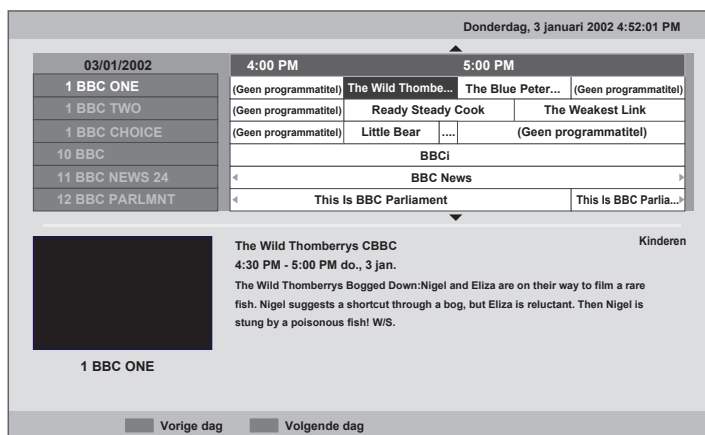 Donderdag, 3 januari 2002 4:52:01 PM
03/01/2002 4:00 PM 5:00 PM
1 BBC ONE (Geen programmatitel) The Wild Thombe... The Blue Peter... (Geen programmatitel)
1 BBC TWO (Geen programmatitel) Ready Steady Cook The Weakest Link
1 BBC CHOICE (Geen programmatitel) Little Bear .... (Geen programmatitel)
10 BBC BBCi
11 BBC NEWS 24 BBC News
12 BBC PARLMNT This Is BBC Parliament This Is BBC Parlia...
The Wild Thomberrys CBBC Kinderen
4:30 PM - 5:00 PM do., 3 jan.
The Wild Thomberrys Bogged Down:Nigel and Eliza are on their way to film a rare
fish. Nigel suggests a shortcut through a bog, but Eliza is reluctant. Then Nigel is
stung by a poisonous fish! W/S.
1 BBC ONE
Vorige dag Volgende dag